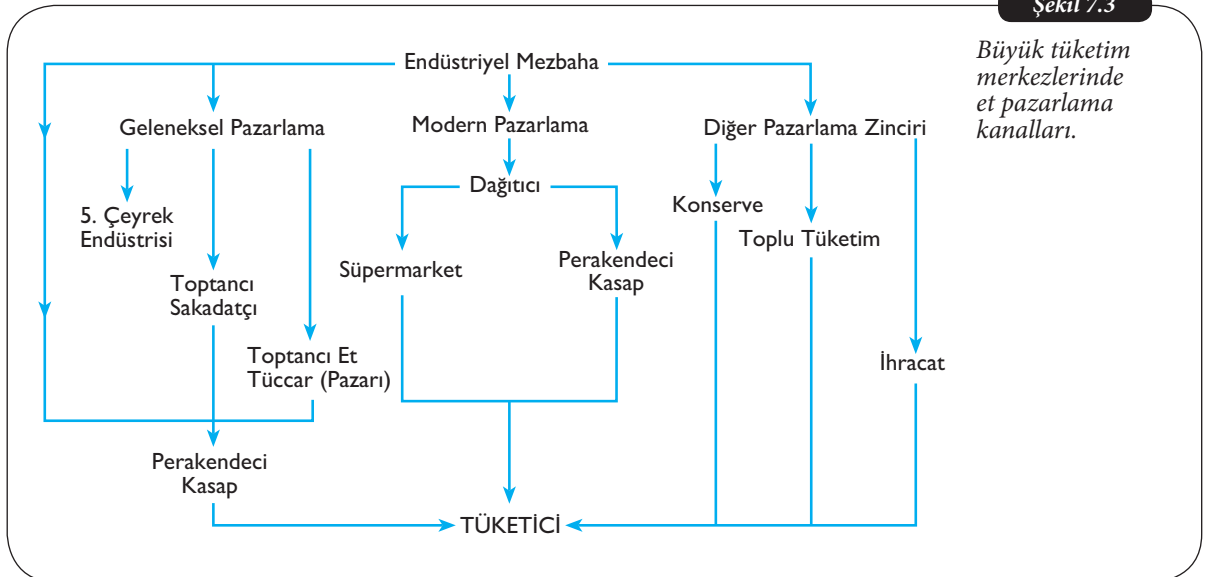 Şekil 7.3
Büyük tüketim
merkezlerinde
et pazarlama
kanalları.
Endüstriyel Mezbaha
Geleneksel Pazarlama
Modern Pazarlama
Diğer Pazarlama Zinciri
Dağıtıcı
5. Çeyrek
Endüstrisi
Konserve
Toplu Tüketim
Süpermarket
Perakendeci
Kasap
Toptancı
Sakadatçı
Toptancı Et
Tüccar (Pazarı)
İhracat
Perakendeci
Kasap
TÜKETİCİ